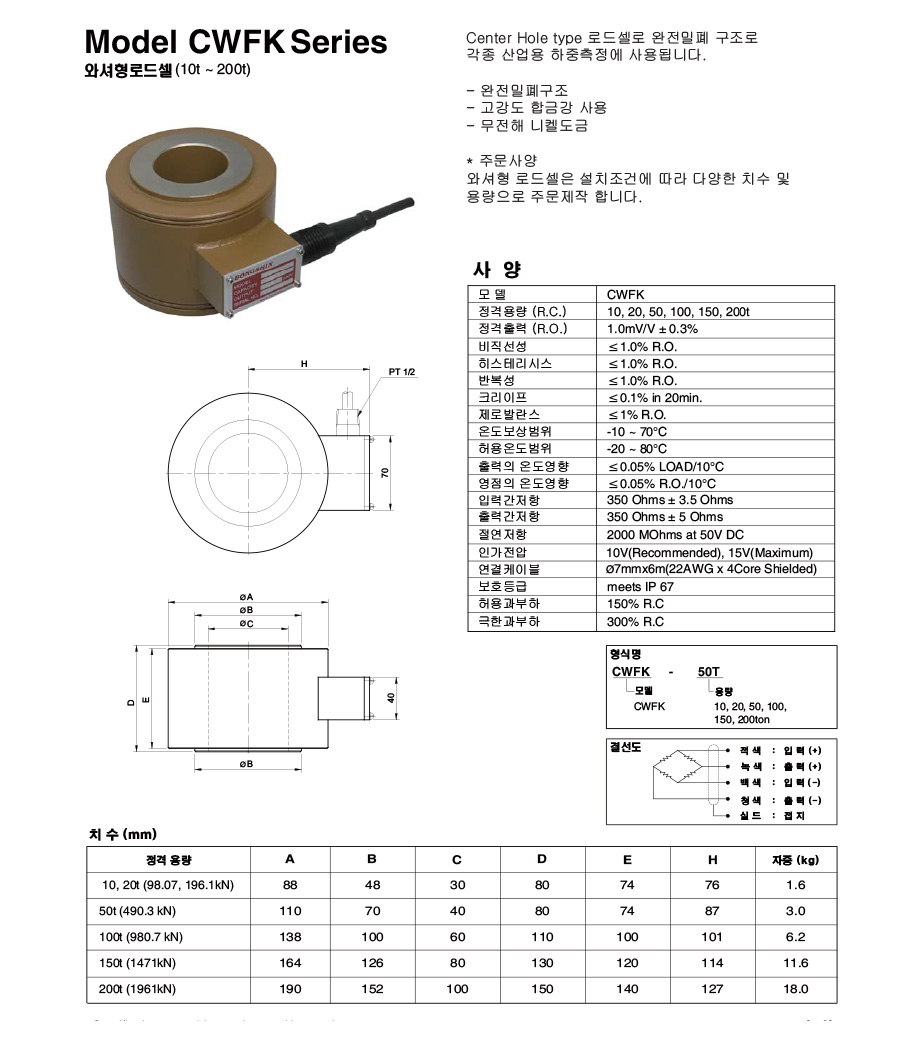 Model CWFK Series
와셔형로드셀 (10t ~ 200t)
Center Hole type 로드셀로 완전밀폐 구조로
각종 산업용 하중측정에 사용됩니다.
- 완전밀폐구조
- 고강도 합금강 사용
- 무전해 니켈도금
* 주문사양
와셔형 로드셀은 설치조건에 따라 다양한 치수 및
용량으로 주문제작 합니다.
DONGSHIN
MODEL
CAPACITY
OUTPUT
SERIAL NO.
H
PT 1/2
70
øA
øB
øC
D
E
40
øB
사 양
모 델 CWFK
정격용량 (R.C.) 10, 20, 50, 100, 150, 200t
정격출력 (R.O.) 1.0mV/V ± 0.3%
비직선성 ≤ 1.0% R.O.
히스테리시스 ≤ 1.0% R.O.
반복성 ≤ 1.0% R.O.
크리이프 ≤ 0.1% in 20min.
제로발란스 ≤ 1% R.O.
온도보상범위 -10 ~ 70°C
허용온도범위 -20 ~ 80°C
출력의 온도영향 ≤ 0.05% LOAD/10°C
영점의 온도영향 ≤ 0.05% R.O./10°C
입력간저항 350 Ohms ± 3.5 Ohms
출력간저항 350 Ohms ± 5 Ohms
절연저항 2000 MOhms at 50V DC
인가전압 10V(Recommended), 15V(Maximum)
연결케이블 Ø7mmx6m(22AWG x 4Core Shielded)
보호등급 meets IP 67
허용과부하 150% R.C
극한과부하 300% R.C
형식명
CWFK - 50T
모델 용량
CWFK 10, 20, 50, 100,
150, 200ton
결선도
적색 : 입력 (+)
녹색 : 출력 (+)
백색 : 입력 (-)
청색 : 출력 (-)
실드 : 접지
치 수 (mm)
정격 용량 A B C D E H 자중 (kg)
10, 20t (98.07, 196.1kN) 88 48 30 80 74 76 1.6
50t (490.3 kN) 110 70 40 80 74 87 3.0
100t (980.7 kN) 138 100 60 110 100 101 6.2
150t (1471kN) 164 126 80 130 120 114 11.6
200t (1961kN) 190 152 100 150 140 127 18.0